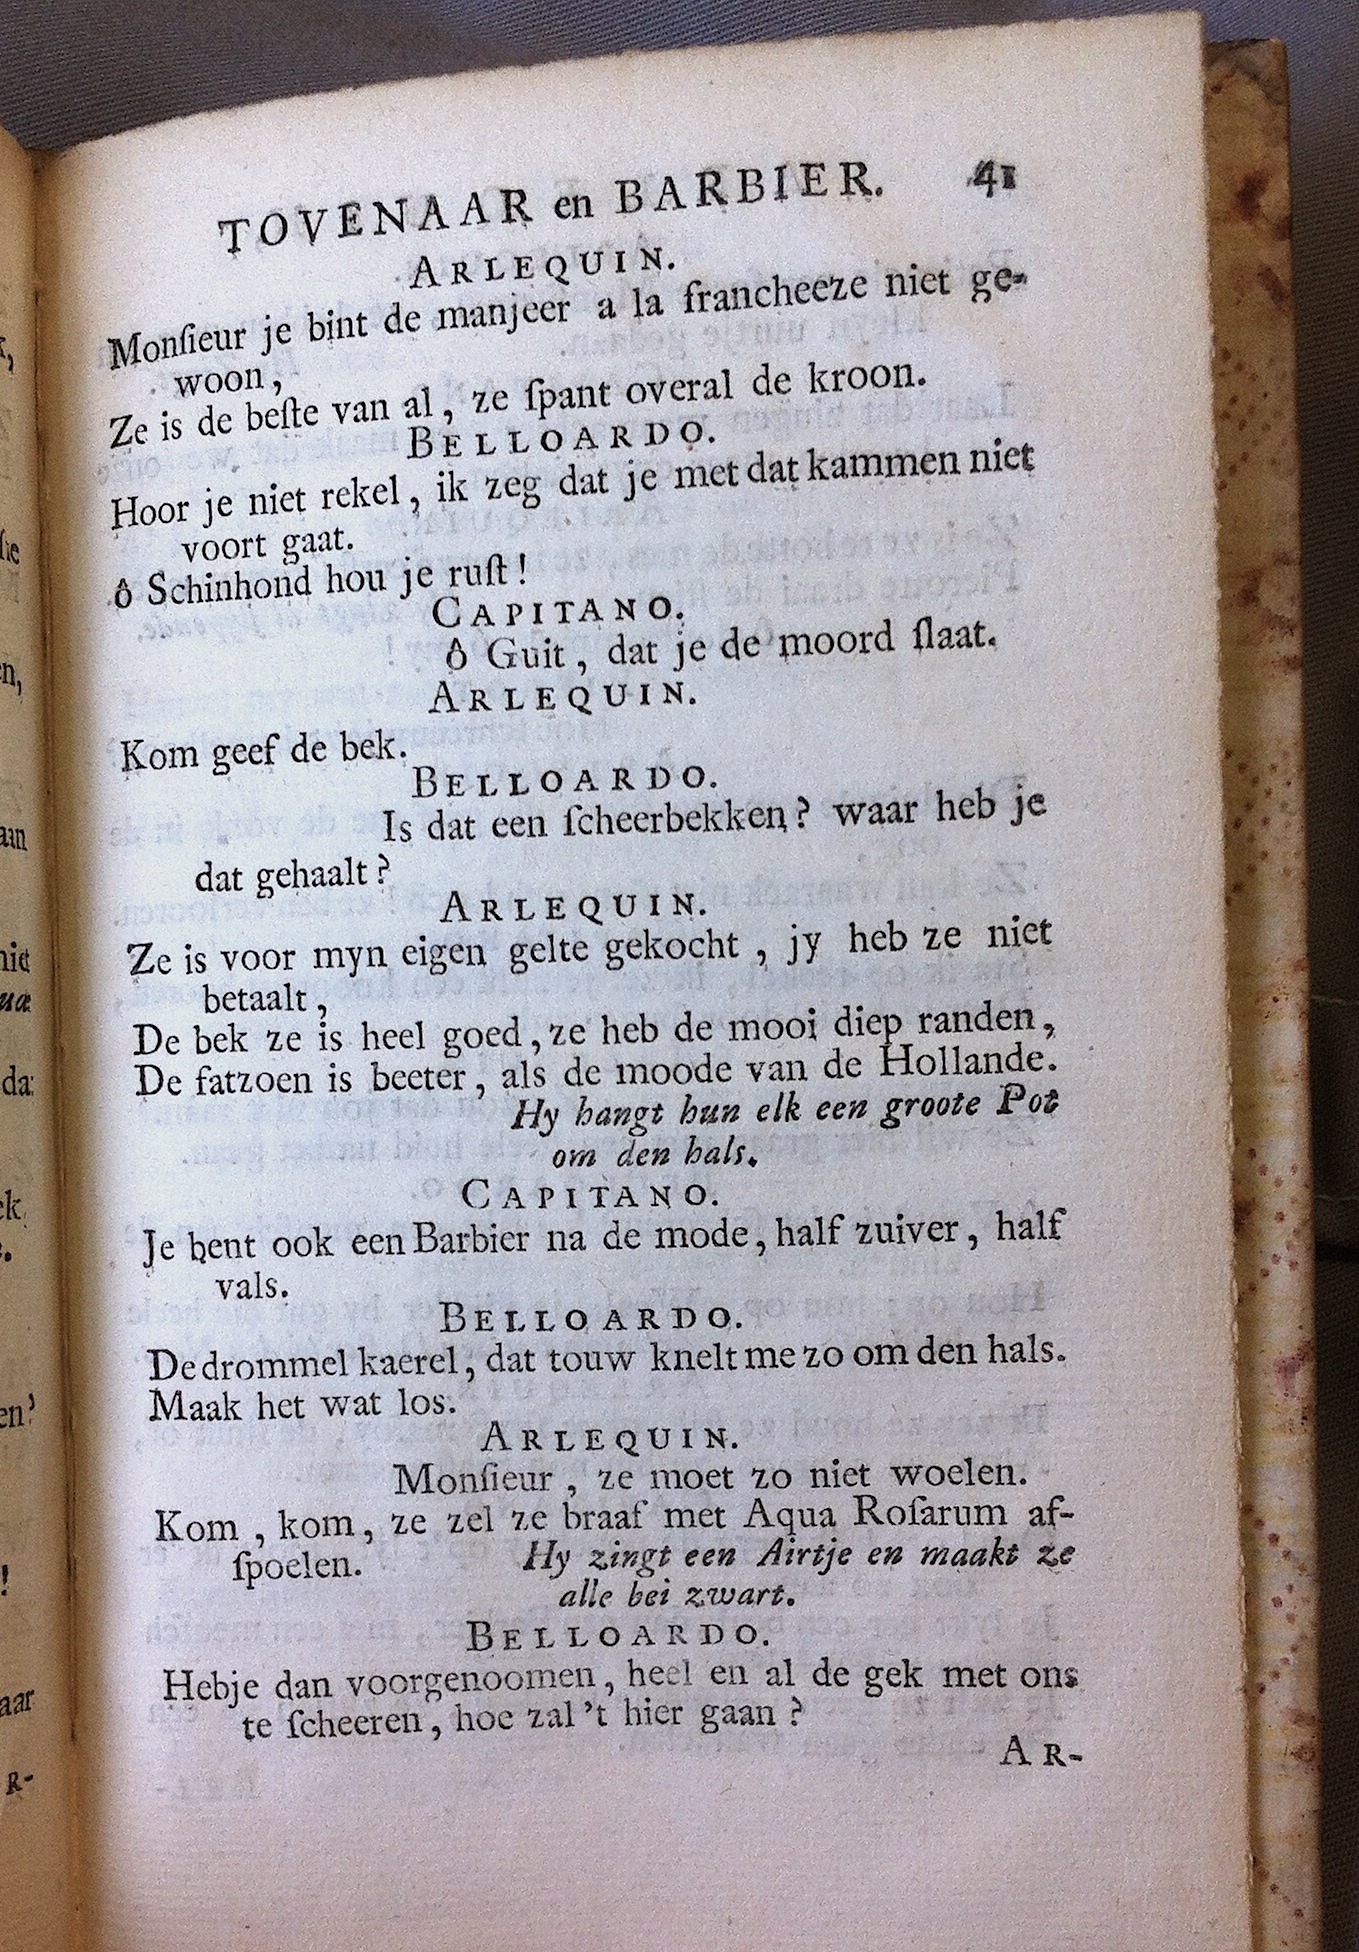 TOVENAAR en BARBIER. 41
ARLEQUIN.
Monſieur je bint de manjeer a la francheeze niet ge-
woon,
Ze is de beſte van al, ze ſpant overal de kroon.
BELLOARDO.
Hoor je niet rekel, ik zeg dat je met dat kammen niet
voort gaat.
ô Schinhond hou je ruſt!
CAPITANO.
ô Guit, dat je de moord ſlaat.
ARLEQUIN.
Kom geef de bek.
BELLOARDO.
Is dat een ſcheerbekken? waar heb je
dat gehaalt?
ARLEQUIN.
Ze is voor myn eigen gelte gekocht, jy heb ze niet
betaalt,
De bek ze is heel goed, ze heb de mooi diep randen,
De fatzoen is beeter, als de moode van de Hollande.
Hy hangt hun elk een groote Pot
om den hals.
CAPITANO.
Je bent ook een Barbier na de mode, half zuiver, half
vals.
BELLOARDO.
De drommel kaerel, dat touw knelt me zo om den hals.
Maak het wat los.
ARLEQUIN.
Monſieur, ze moet zo niet woelen.
Kom, kom, ze zel ze braaf met Aqua Roſarum af-
ſpoelen. Hy zingt een Airtje en maakt ze
alle bei zwart.
BELLOARDO.
Hebje dan voorgenoomen, heel en al de gek met ons
te ſcheeren, hoe zal 't hier gaan?
AR-